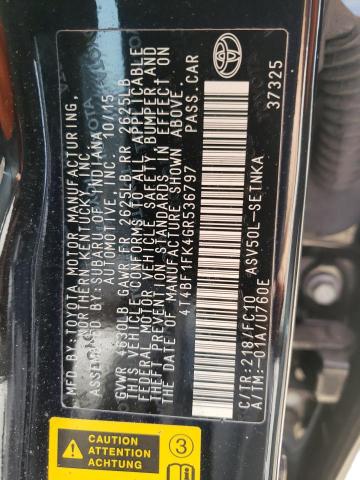 MFD. BY:TOYOTA MOTOR MANUFACTURING,
NORTHERN KENTUCKY, INC.
ASSEMBLED BY:SUBARU OF INDIANA
AUTOMOTIVE, INC. 10/15
GVWR 4630LB GAWR FR 2625LB RR 2625LB
THIS VEHICLE CONFORMS TO ALL APPLICABLE
FEDERAL MOTOR VEHICLE SAFETY, BUMPER AND
THEFT PREVENTION STANDARDS IN EFFECT ON
THE DATE OF MANUFACTURE SHOWN ABOVE.
4T4BF1FK4GR536797 PASS.CAR
C/TR:218/FC10 ASV50L-SETNKA 37325
A/TM:-01A/U760E
CAUTION
ATTENTION
ACHTUNG
3